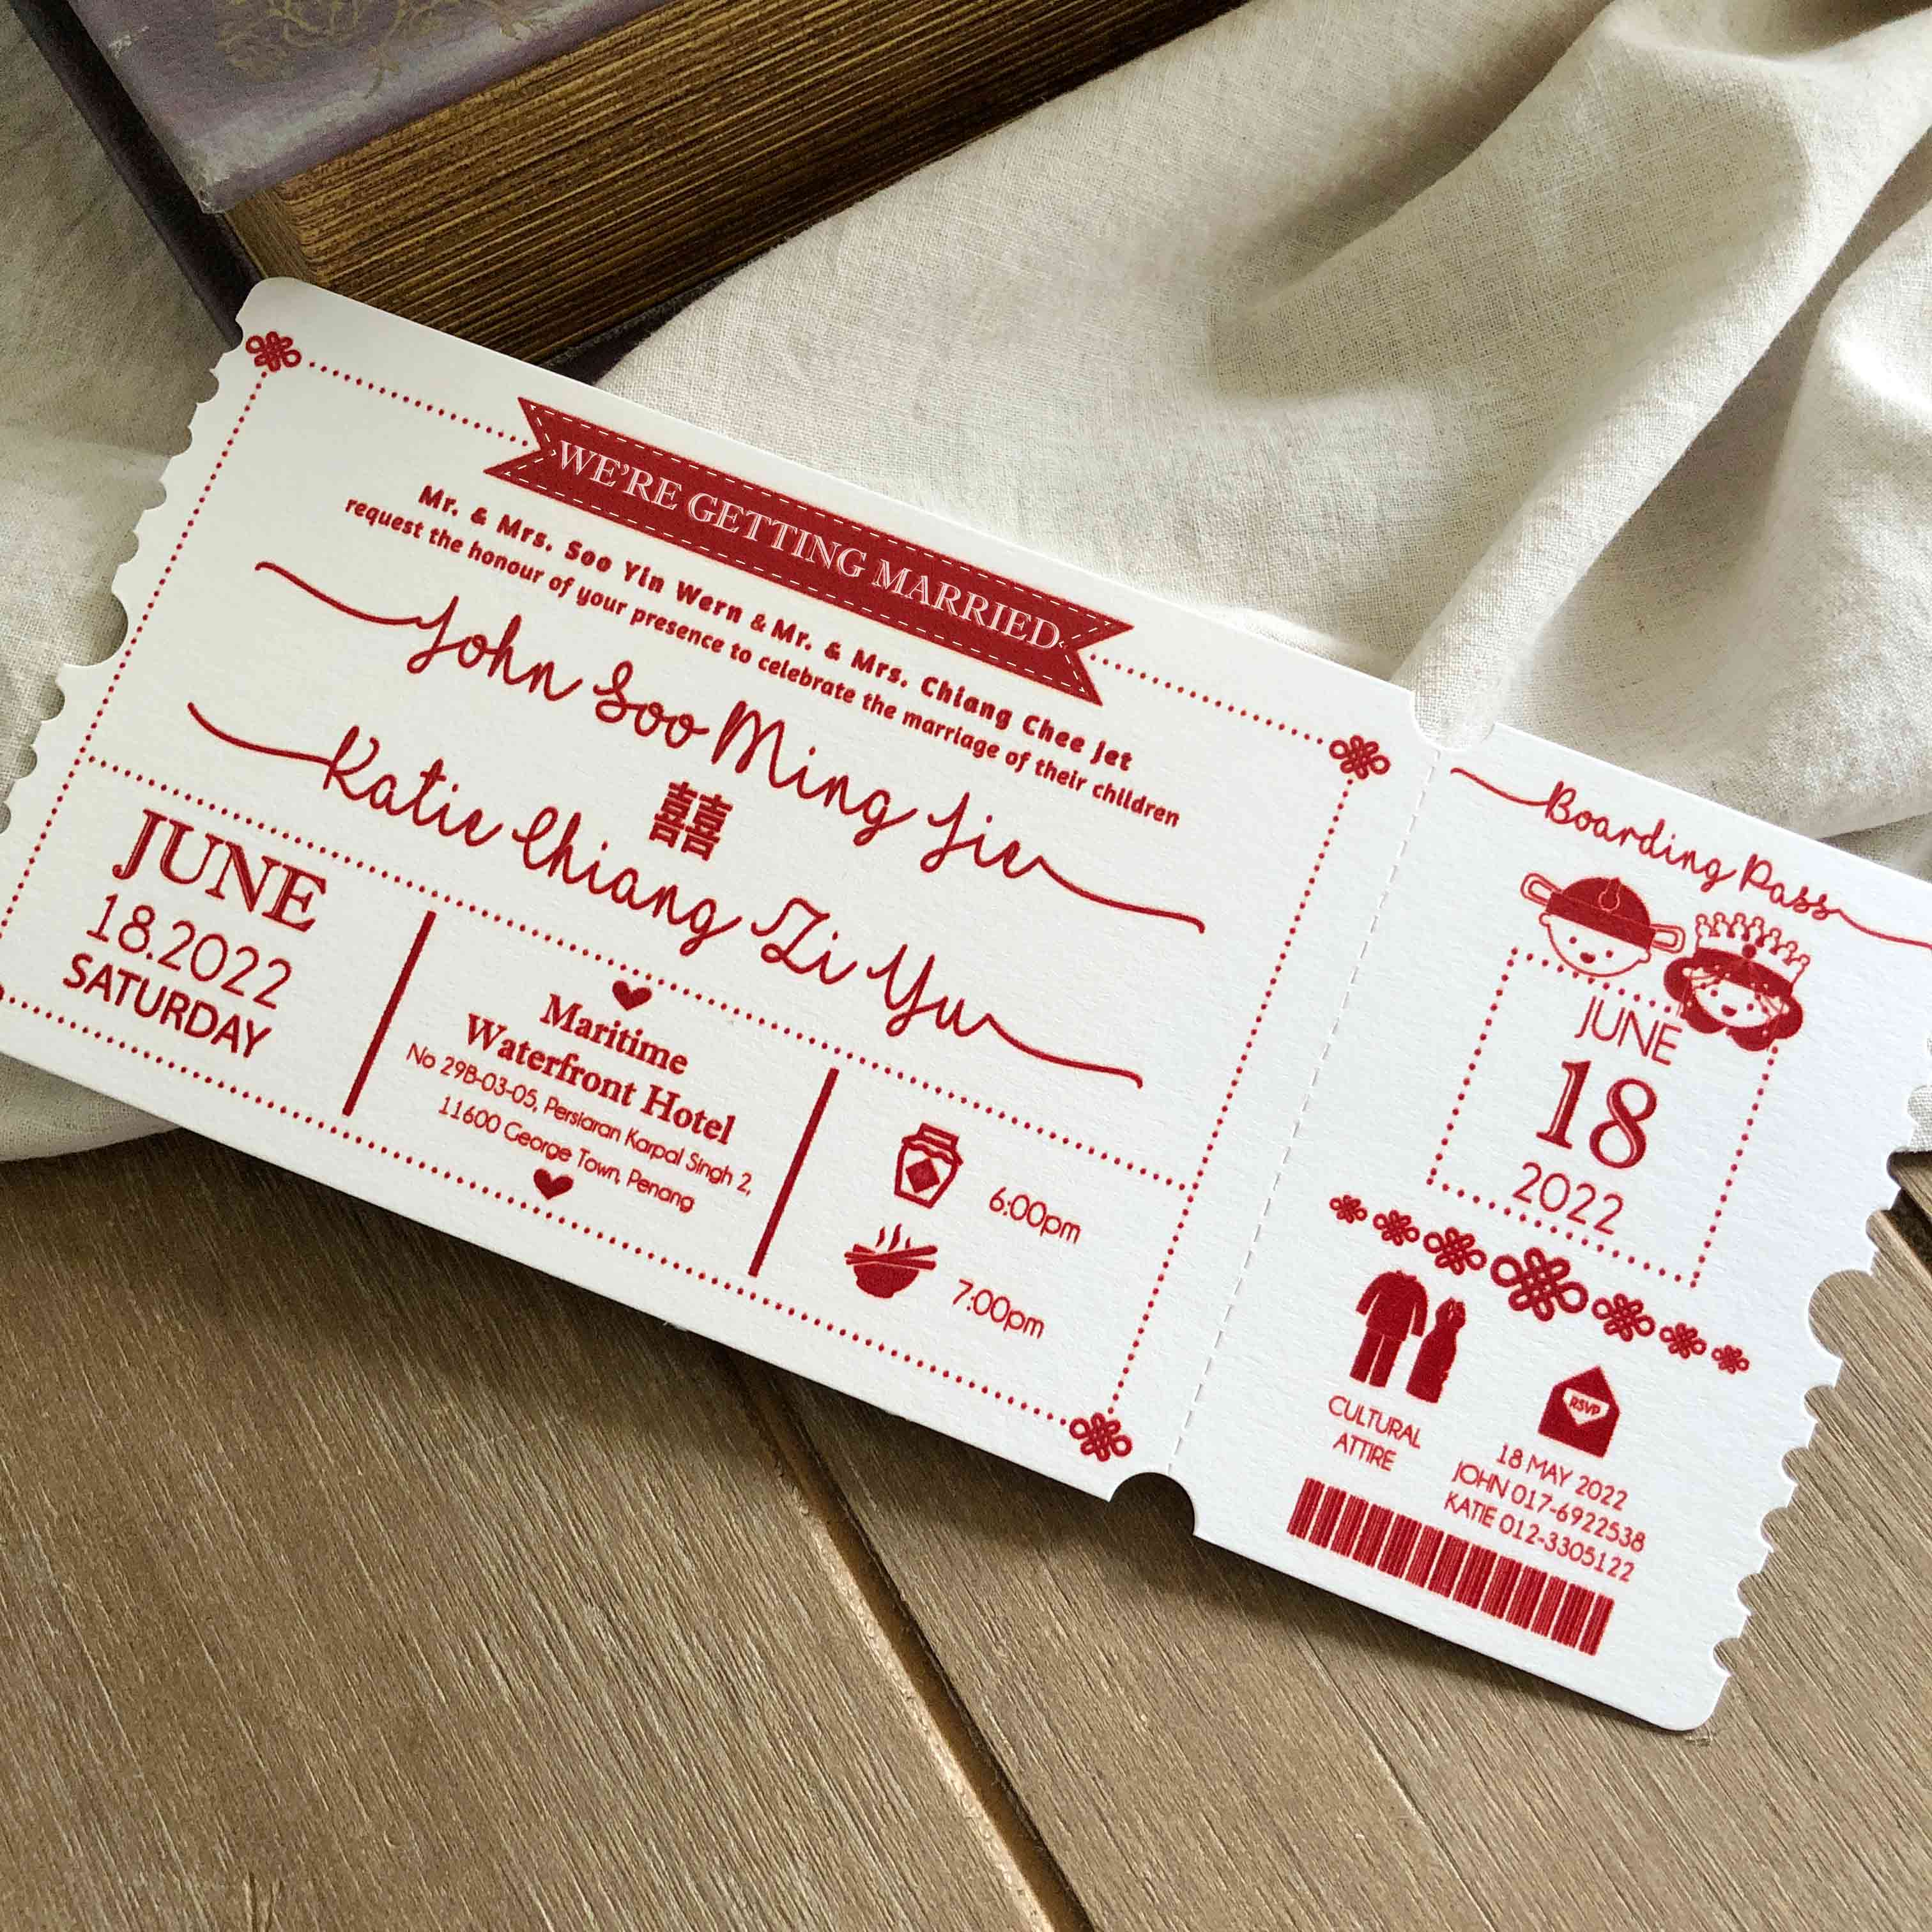 WE'RE GETTING MARRIED
Mr. & Mrs. Soo Yin Wern & Mr. & Mrs. Chiang Chee Jet
request the honour of your presence to celebrate the marriage of their children
John Soo Ming Jie
囍
Katie Chiang Zi Yu
JUNE
18.2022
SATURDAY
Maritime
Waterfront Hotel
No 29B-03-05, Persiaran Karpal Singh 2,
11600 George Town, Penang
6:00pm
7:00pm
Boarding Pass
JUNE
18
2022
CULTURAL
ATTIRE
RSVP
18 MAY 2022
JOHN 017-6922538
KATIE 012-3305122